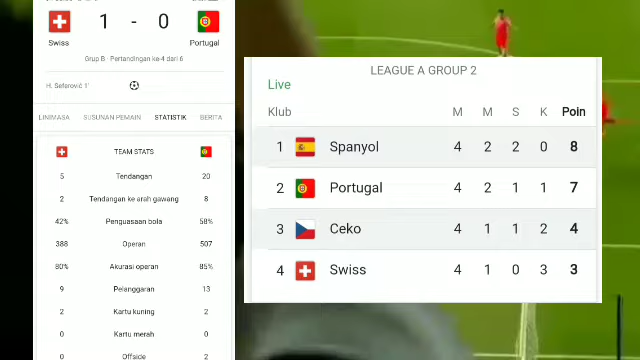 1 - 0
Swiss Portugal
Grup B · Pertandingan ke-4 dari 6
H. Seferović 1'
LINIMASA SUSUNAN PEMAIN STATISTIK BERITA
TEAM STATS
5 Tendangan 20
2 Tendangan ke arah gawang 8
42% Penguasaan bola 58%
388 Operan 507
80% Akurasi operan 85%
9 Pelanggaran 13
2 Kartu kuning 2
0 Kartu merah 0
0 Offside 2
LEAGUE A GROUP 2
Live
Klub M M S K Poin
1 Spanyol 4 2 2 0 8
2 Portugal 4 2 1 1 7
3 Ceko 4 1 1 2 4
4 Swiss 4 1 0 3 3